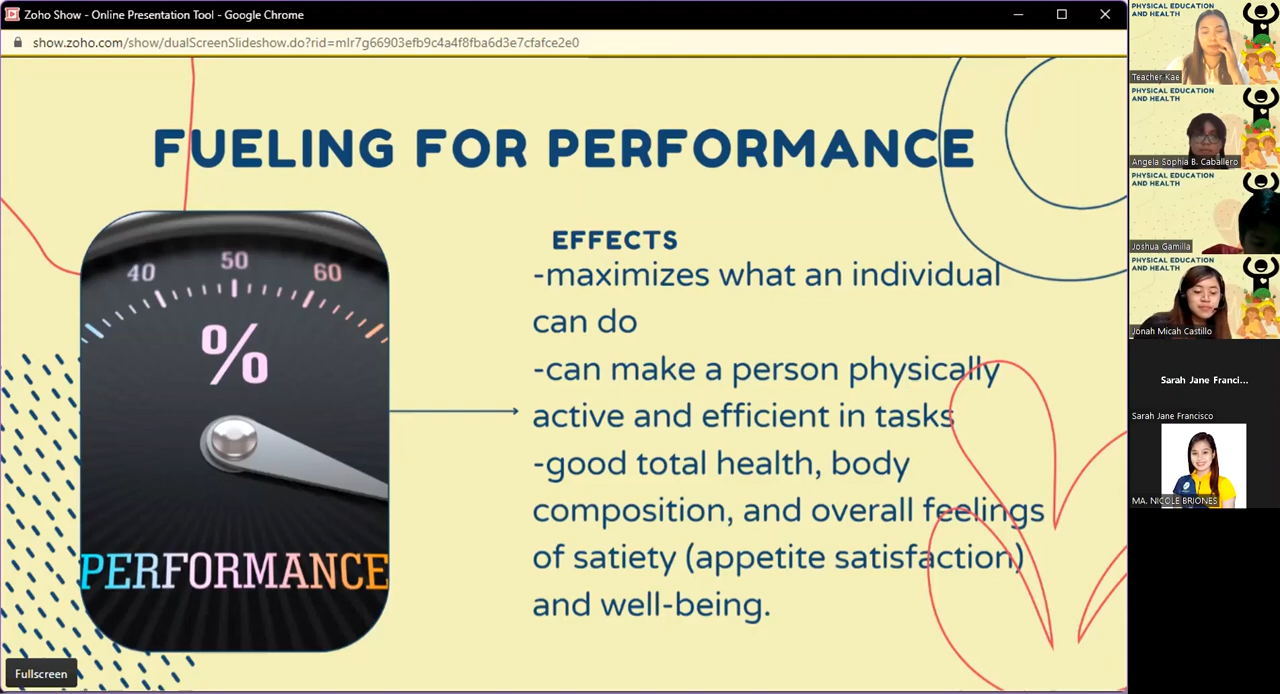 Zoho Show - Online Presentation Tool - Google Chrome
show.zoho.com/show/dualScreenSlideshow.do?rid=mlr7g66903efb9c4a4f8fba6d3e7cfafce2e0
FUELING FOR PERFORMANCE
40 50 60
%
PERFORMANCE
EFFECTS
-maximizes what an individual
can do
-can make a person physically
active and efficient in tasks
-good total health, body
composition, and overall feelings
of satiety (appetite satisfaction)
and well-being.
Fullscreen
PHYSICAL EDUCATION
AND HEALTH
Teacher Kae
PHYSICAL EDUCATION
AND HEALTH
Angela Sophia B. Caballero
PHYSICAL EDUCATION
AND HEALTH
Joshua Gamilla
PHYSICAL EDUCATION
AND HEALTH
Jonah Micah Castillo
Sarah Jane Franci...
Sarah Jane Francisco
MA. NICOLE BRIONES